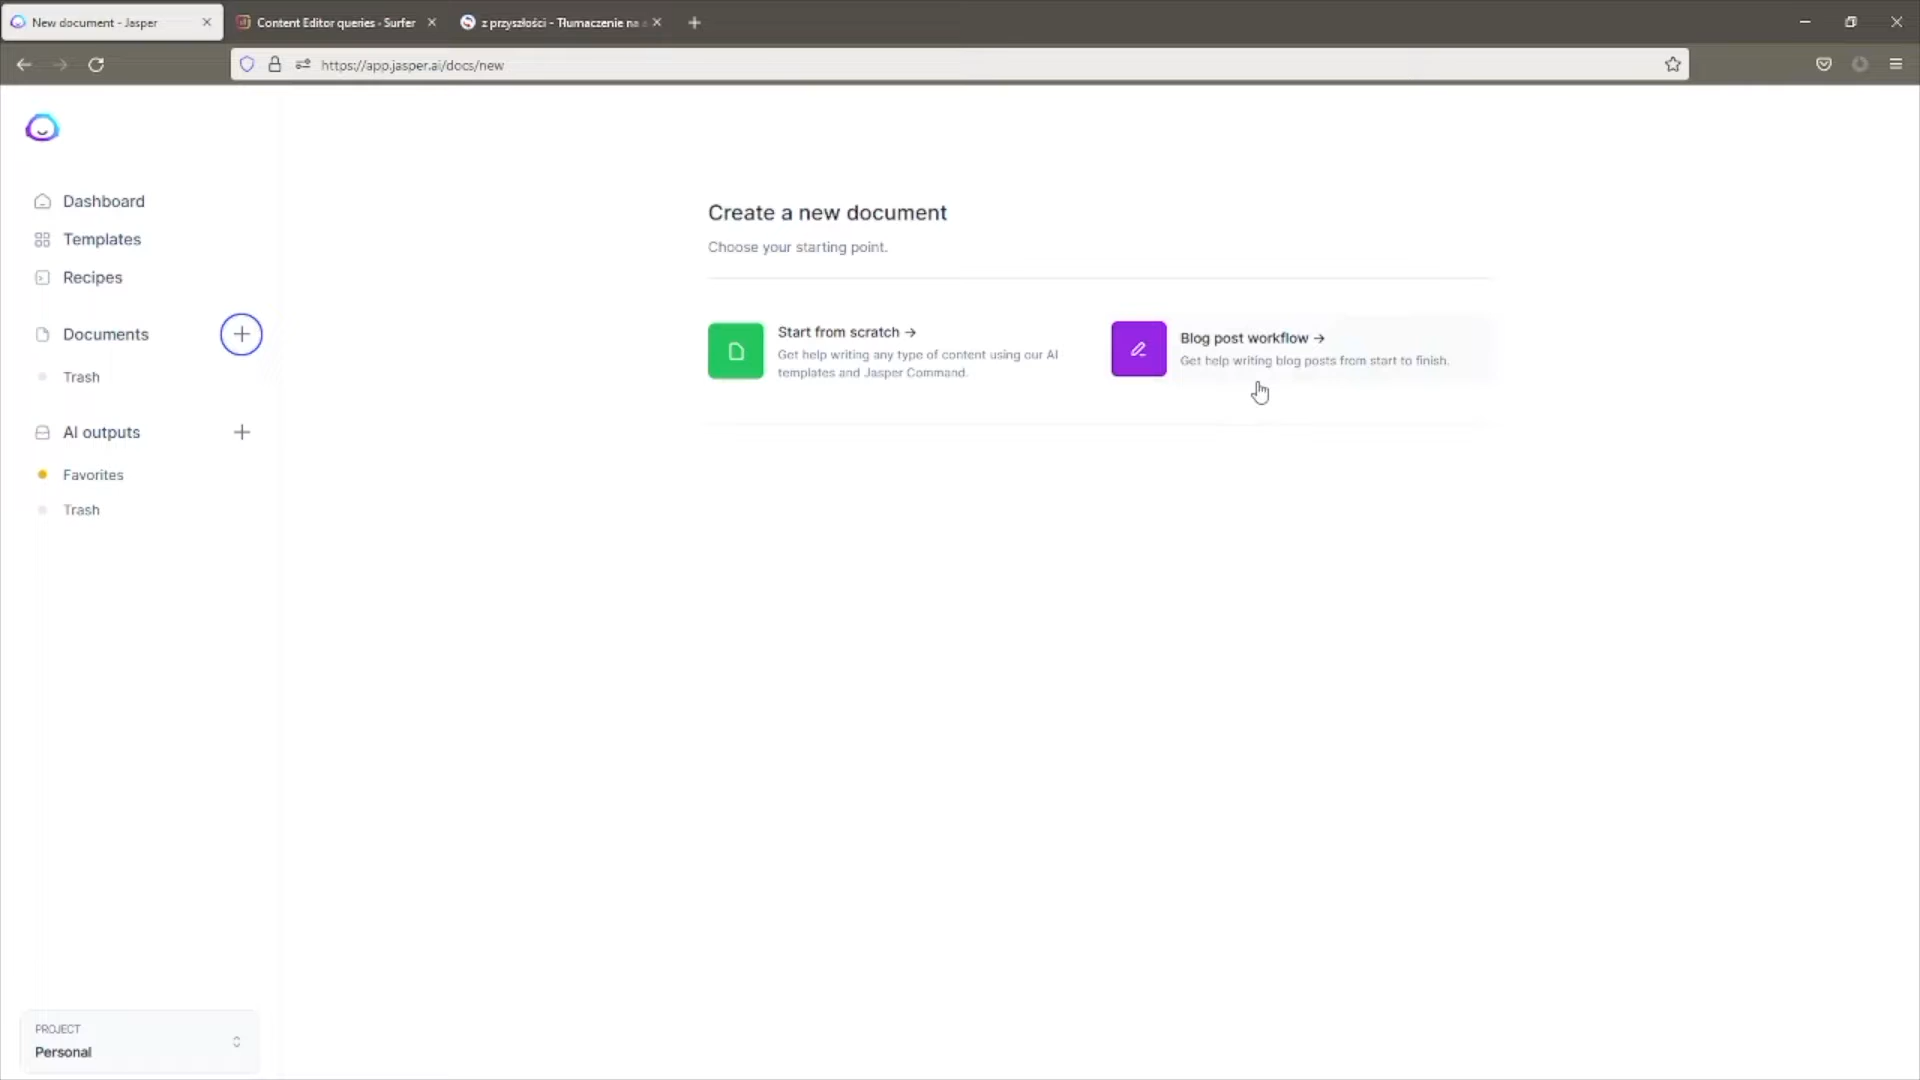 New document - Jasper
Content Editor queries - Surfer
z przyszłości - Tłumaczenie na
https://app.jasper.ai/docs/new
Dashboard
Templates
Recipes
Documents
Trash
AI outputs
Favorites
Trash
Create a new document
Choose your starting point.
Start from scratch →
Get help writing any type of content using our AI
templates and Jasper Command.
Blog post workflow →
Get help writing blog posts from start to finish.
PROJECT
Personal